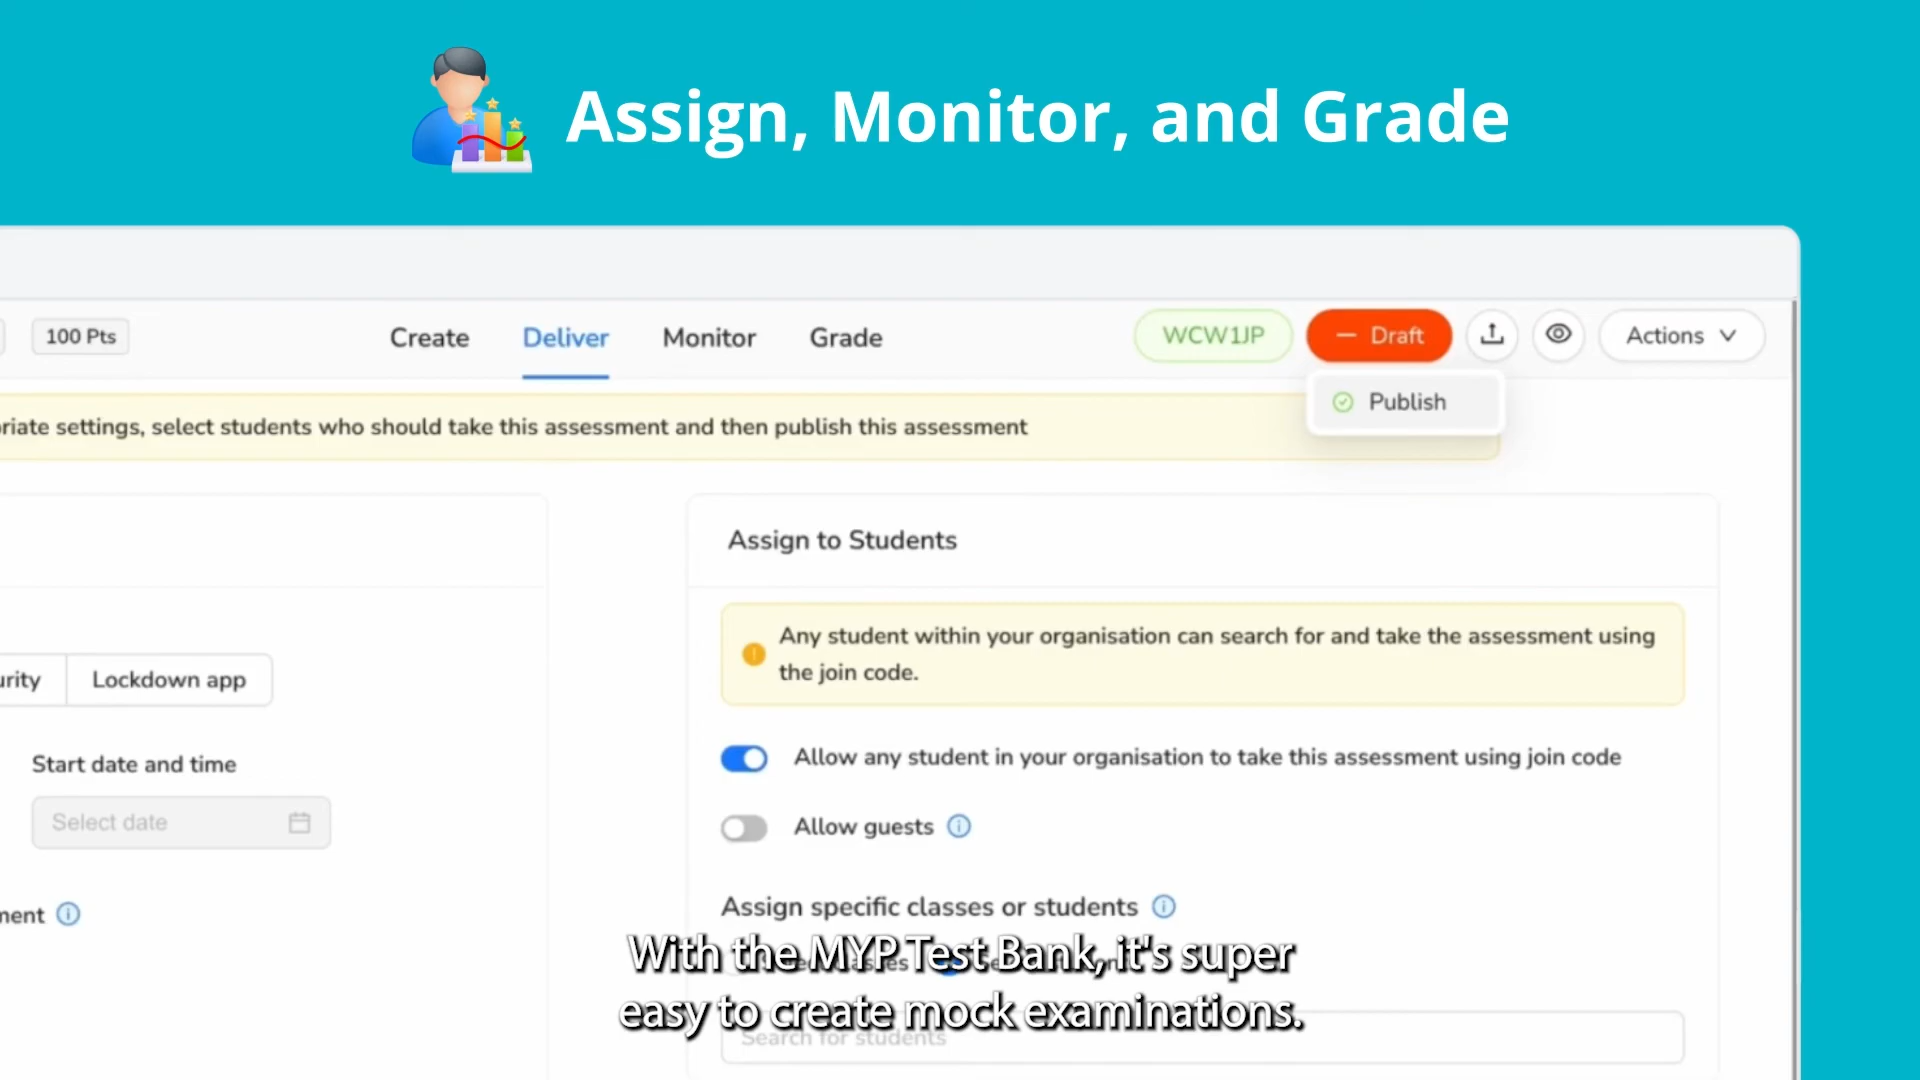 Assign, Monitor, and Grade
100 Pts
Create
Deliver
Monitor
Grade
WCW1JP
Draft
Actions
Publish
riate settings, select students who should take this assessment and then publish this assessment
Assign to Students
Any student within your organisation can search for and take the assessment using
the join code.
urity
Lockdown app
Start date and time
Allow any student in your organisation to take this assessment using join code
Select date
Allow guests
ment
Assign specific classes or students
With the MYP Test Bank, it's super
easy to create mock examinations.
Search for students